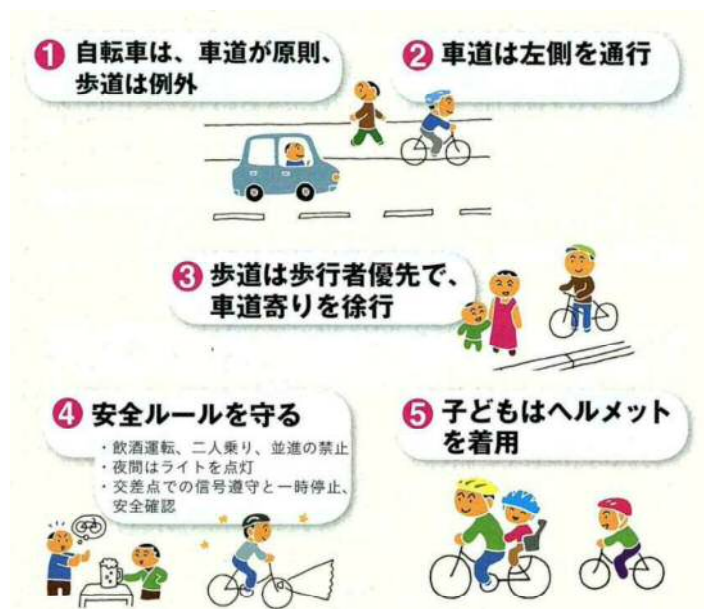 1 自転車は、車道が原則、
歩道は例外
2 車道は左側を通行
3 歩道は歩行者優先で、
車道寄りを徐行
4 安全ルールを守る
・飲酒運転、二人乗り、並進の禁止
・夜間はライトを点灯
・交差点での信号遵守と一時停止、
安全確認
5 子どもはヘルメット
を着用